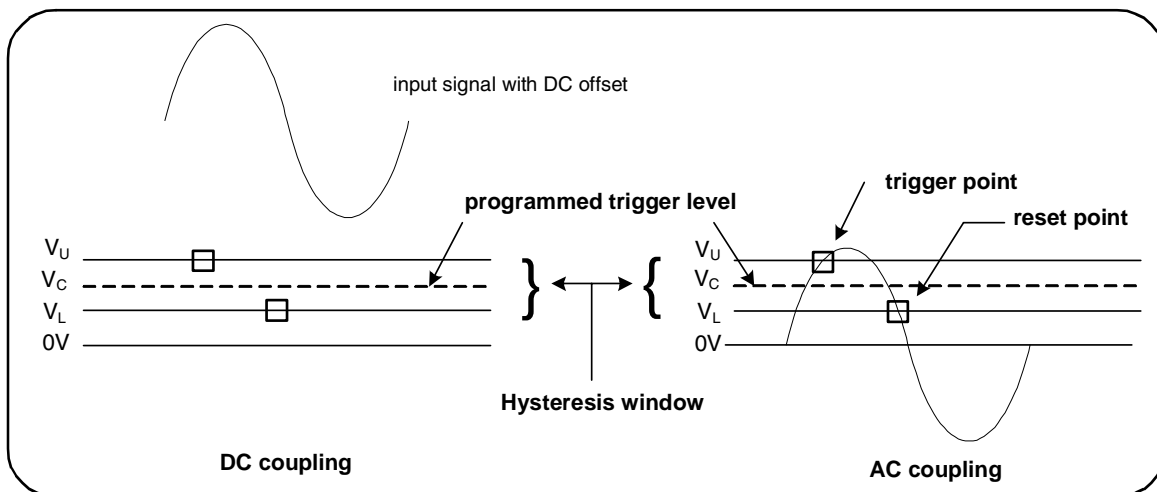 input signal with DC offset
programmed trigger level
trigger point
reset point
VU
VC
VL
0V
VU
VC
VL
0V
Hysteresis window
DC coupling
AC coupling